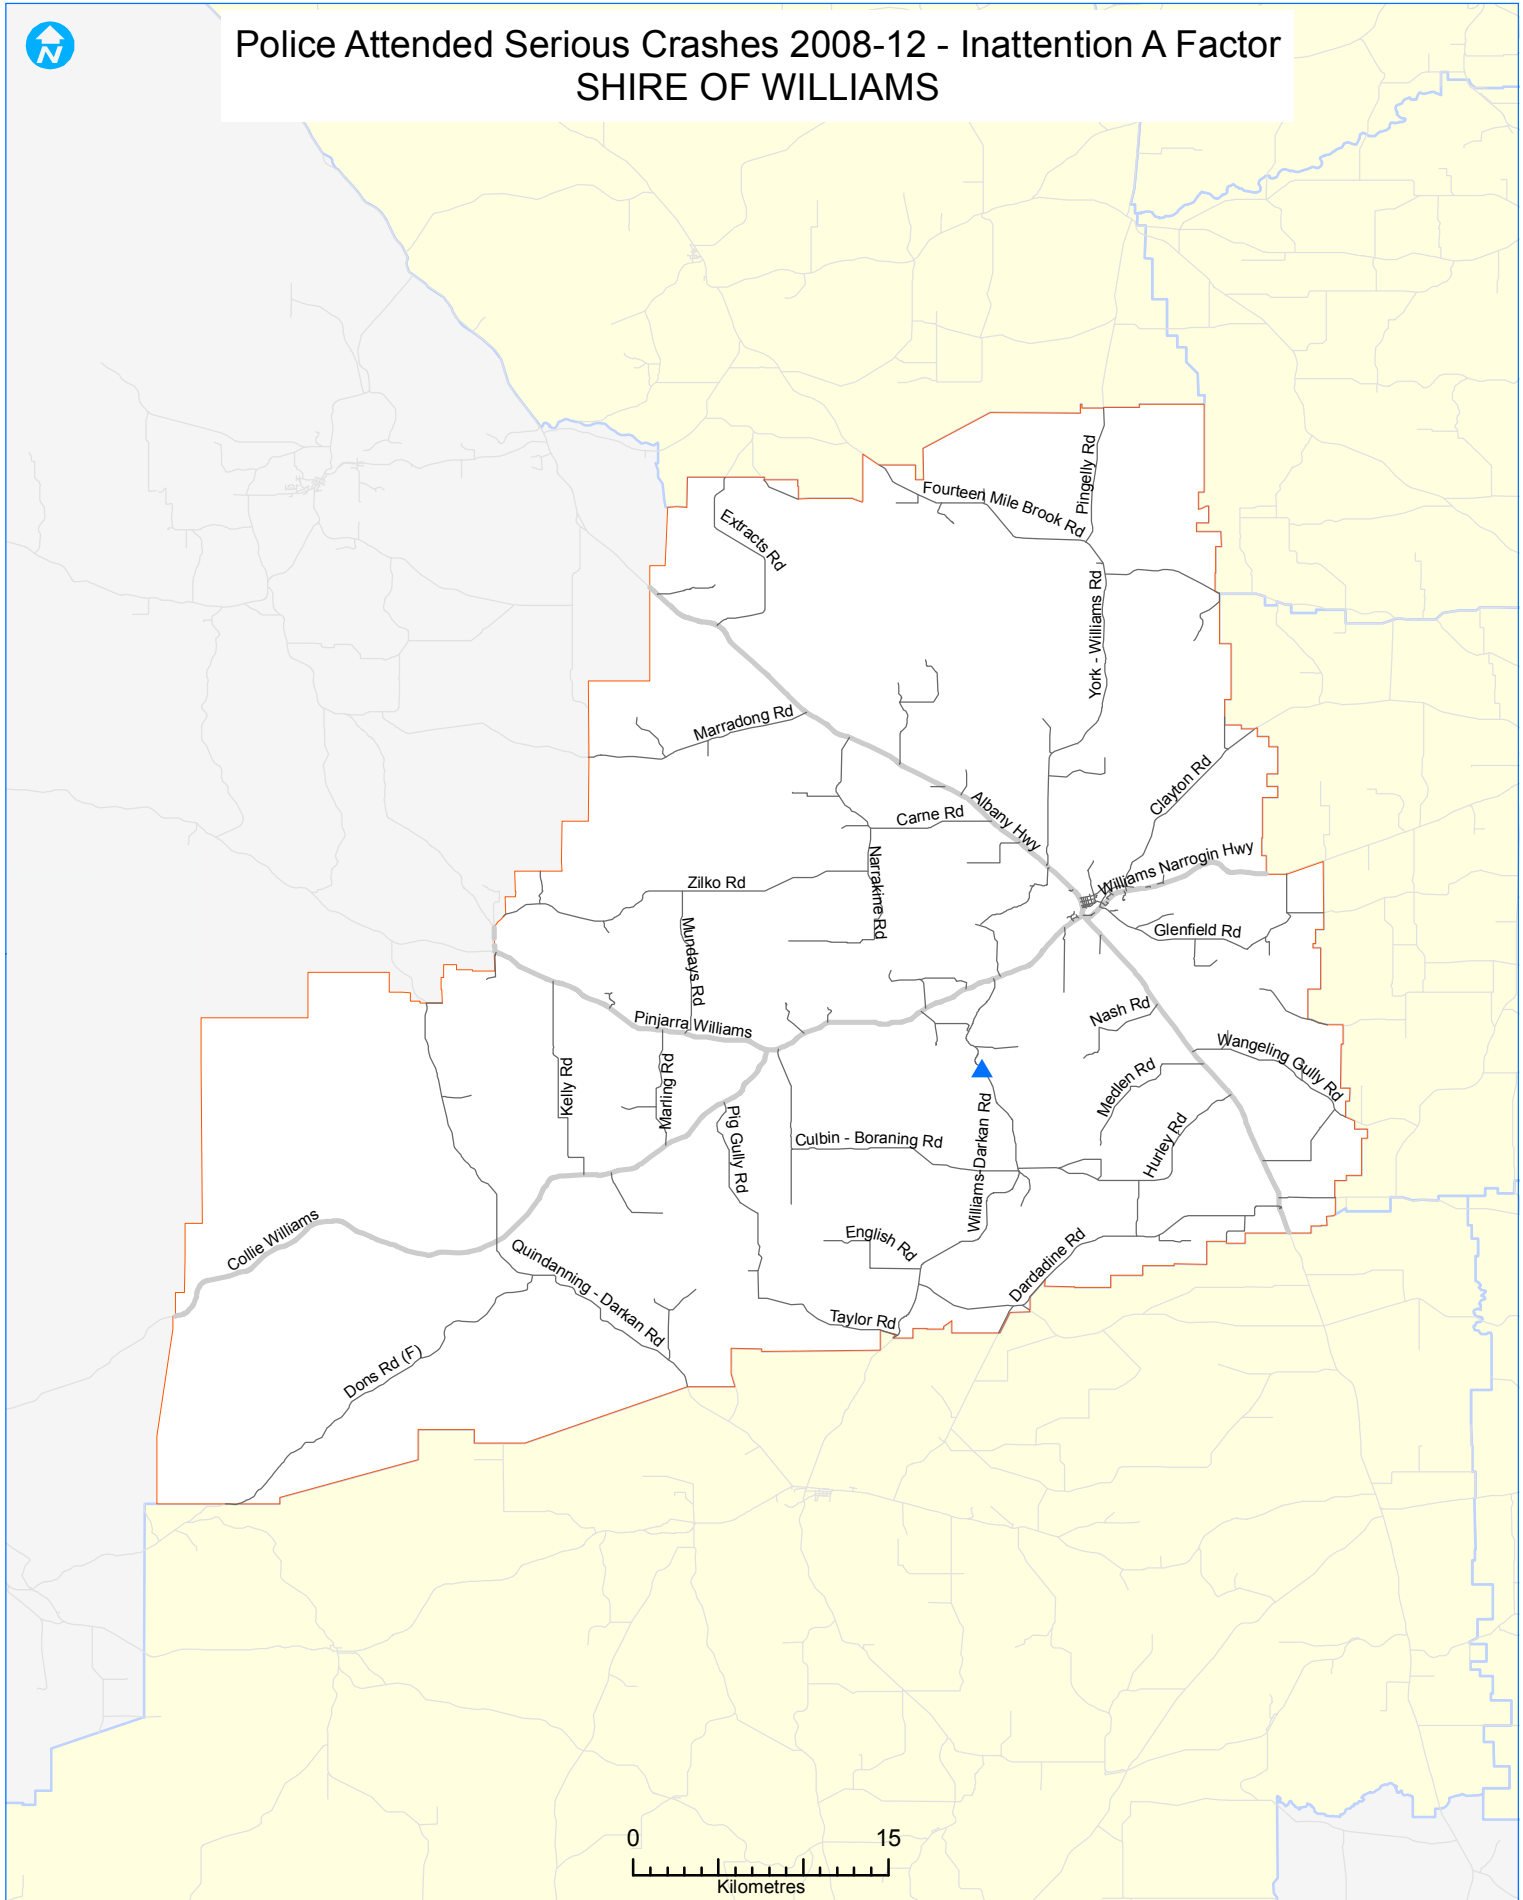 N
Police Attended Serious Crashes 2008-12 - Inattention A Factor
SHIRE OF WILLIAMS
Pingelly Rd
Fourteen Mile Brook Rd
Extracts Rd
York - Williams Rd
Marradong Rd
Clayton Rd
Albany Hwy
Carne Rd
Williams Narrogin Hwy
Narrakine Rd
Zilko Rd
Mundays Rd
Glenfield Rd
Nash Rd
Pinjarra Williams
Wangeling Gully Rd
Kelly Rd
Marling Rd
Medlen Rd
Pig Gully Rd
Culbin - Boraning Rd
Williams-Darkan Rd
Hurley Rd
Collie Williams
English Rd
Quindanning - Darkan Rd
Dardadine Rd
Taylor Rd
Dons Rd (F)
0 15
Kilometres